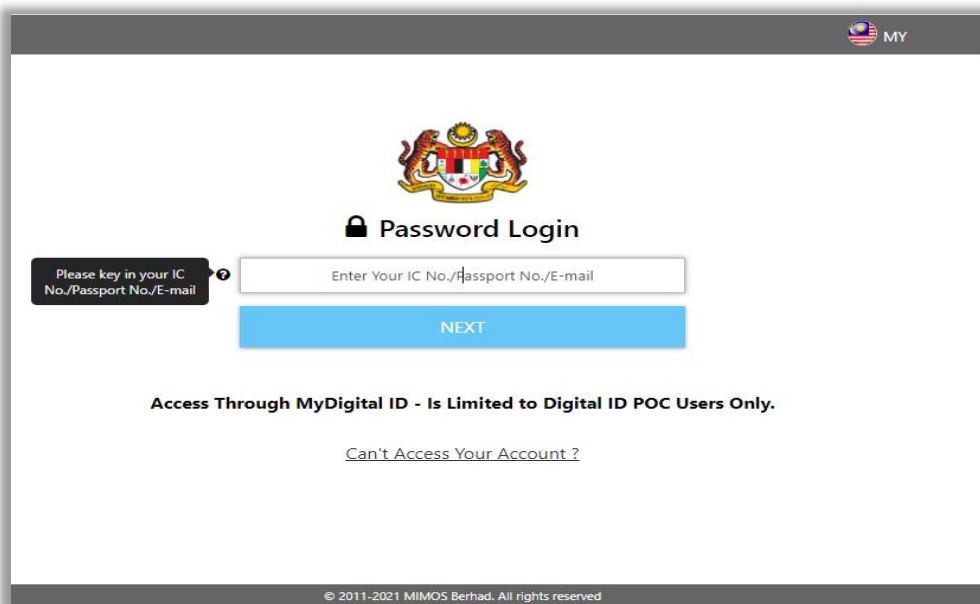 MY
Password Login
Please key in your IC
No./Passport No./E-mail
Enter Your IC No./Passport No./E-mail
NEXT
Access Through MyDigital ID - Is Limited to Digital ID POC Users Only.
Can't Access Your Account ?
© 2011-2021 MIMOS Berhad. All rights reserved